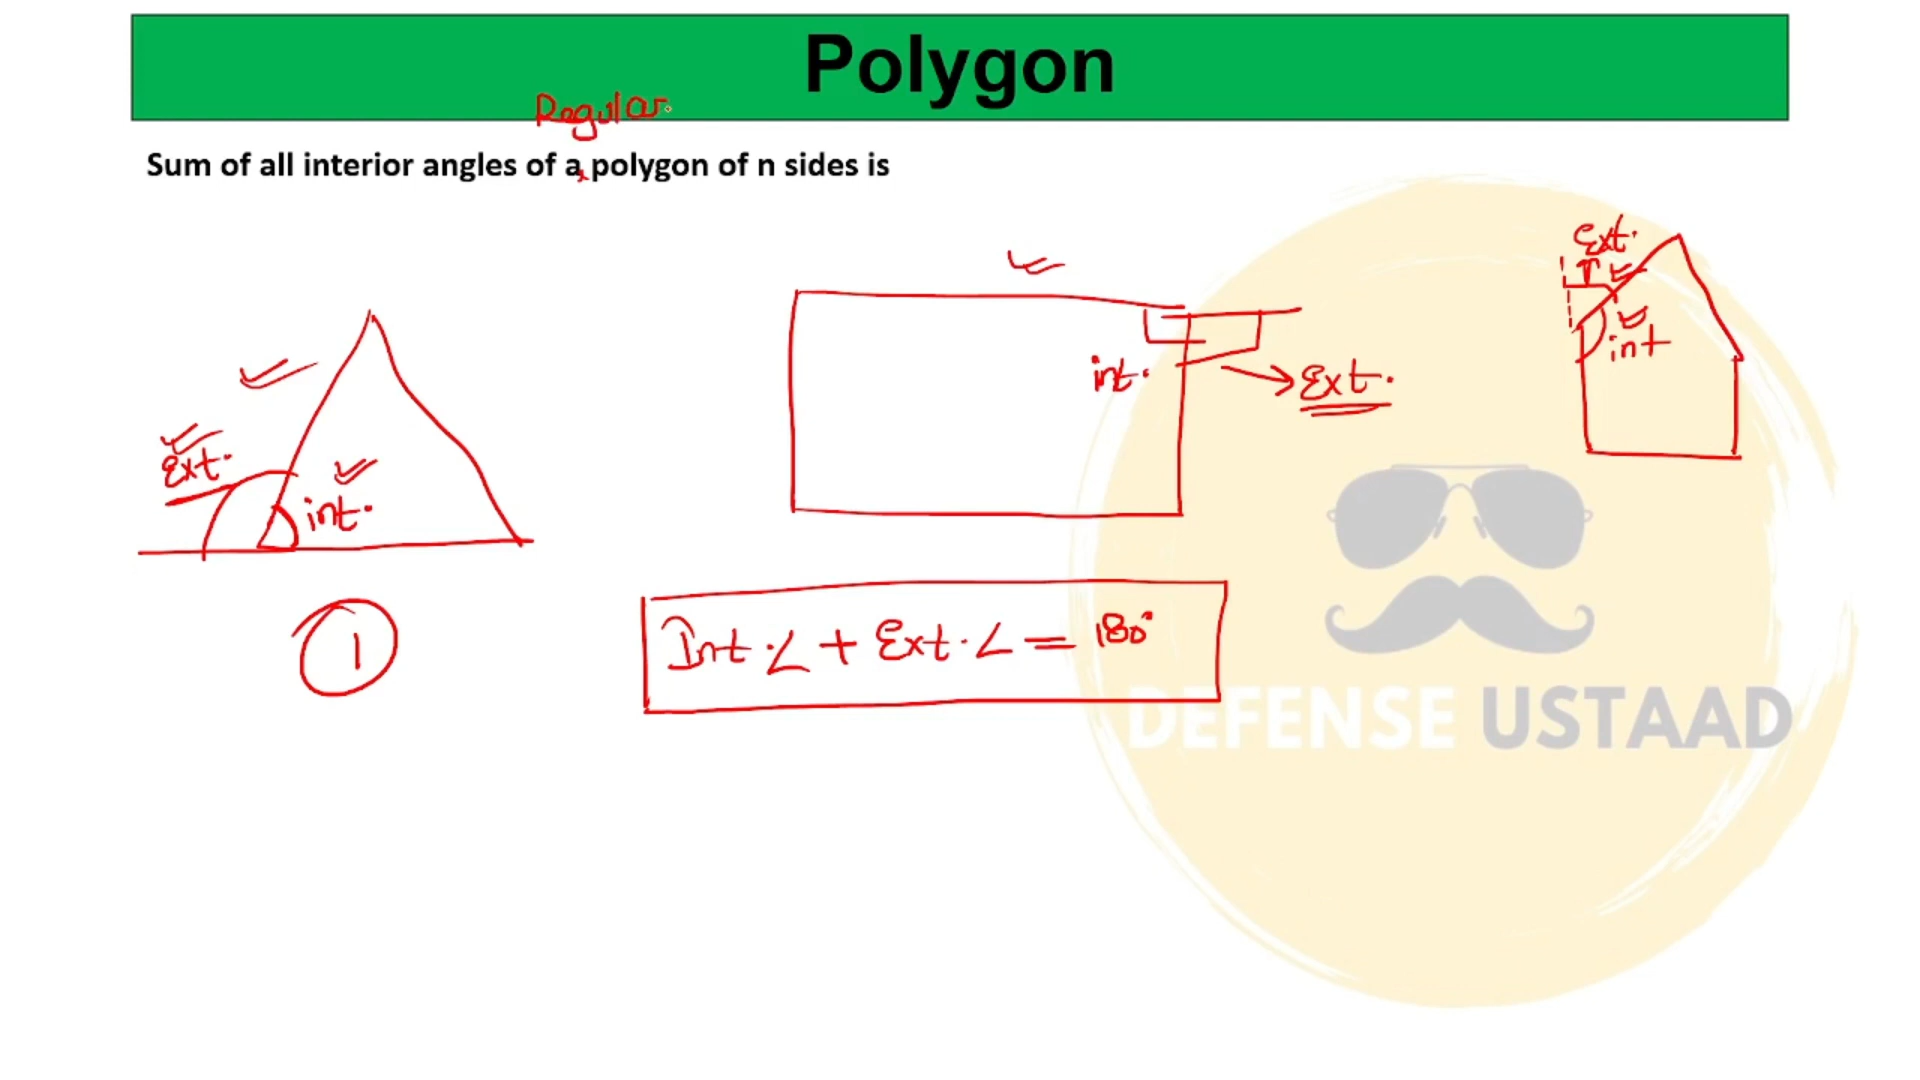 Polygon
Regular.
Sum of all interior angles of a polygon of n sides is
Ext.
int
int.
Ext.
Ext.
int.
1
Int.∠ + Ext.∠ = 180°
DEFENSE USTAAD